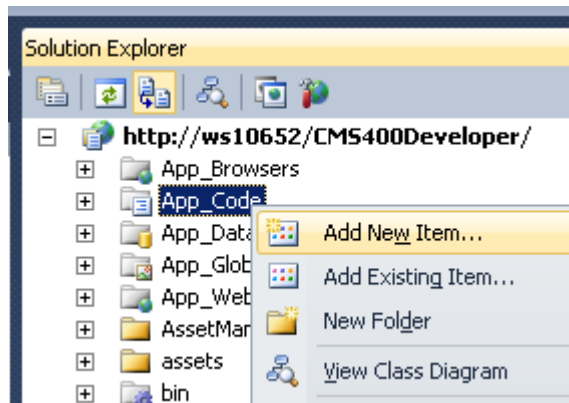 Solution Explorer
http://ws10652/CMS400Developer/
App_Browsers
App_Code
App_Data
App_Glob
App_Web
AssetMan
assets
bin
Add New Item...
Add Existing Item...
New Folder
View Class Diagram